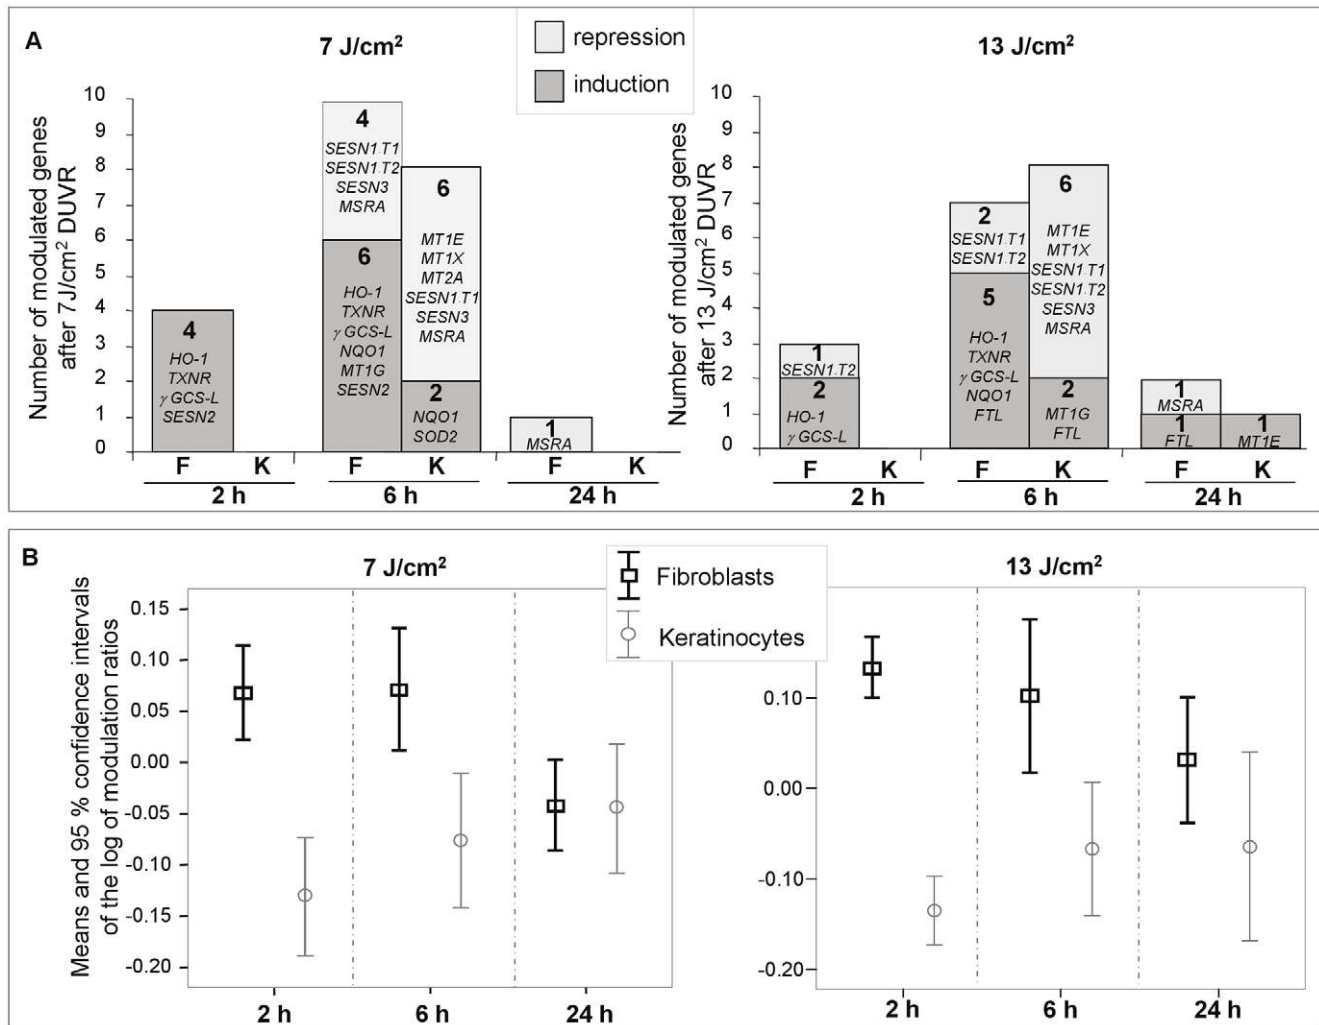 A
7 J/cm²
repression
induction
13 J/cm²
Number of modulated genes
after 7J/cm² DUVR
10
9
8
7
6
5
4
3
2
1
0
4
HO-1
TXNR
γ GCS-L
SESN2
4
SESN1.T1
SESN1.T2
SESN3
MSRA
6
HO-1
TXNR
γ GCS-L
NQO1
MT1G
SESN2
6
MT1E
MT1X
MT2A
SESN1.T1
SESN3
MSRA
2
NQO1
SOD2
1
MSRA
F K F K F K
2 h 6 h 24 h
Number of modulated genes
after 13 J/cm² DUVR
10
9
8
7
6
5
4
3
2
1
0
1
SESN1.T2
2
HO-1
γ GCS-L
2
SESN1.T1
SESN1.T2
5
HO-1
TXNR
γ GCS-L
NQO1
FTL
6
MT1E
MT1X
SESN1.T1
SESN1.T2
SESN3
MSRA
2
MT1G
FTL
1
MSRA
1
FTL
1
MT1E
F K F K F K
2 h 6 h 24 h
B
7 J/cm²
Fibroblasts
Keratinocytes
13 J/cm²
Means and 95 % confidence intervals
of the log of modulation ratios
0.15
0.10
0.05
0.00
-0.05
-0.10
-0.15
-0.20
2 h 6 h 24 h
0.10
0.00
-0.10
-0.20
2 h 6 h 24 h